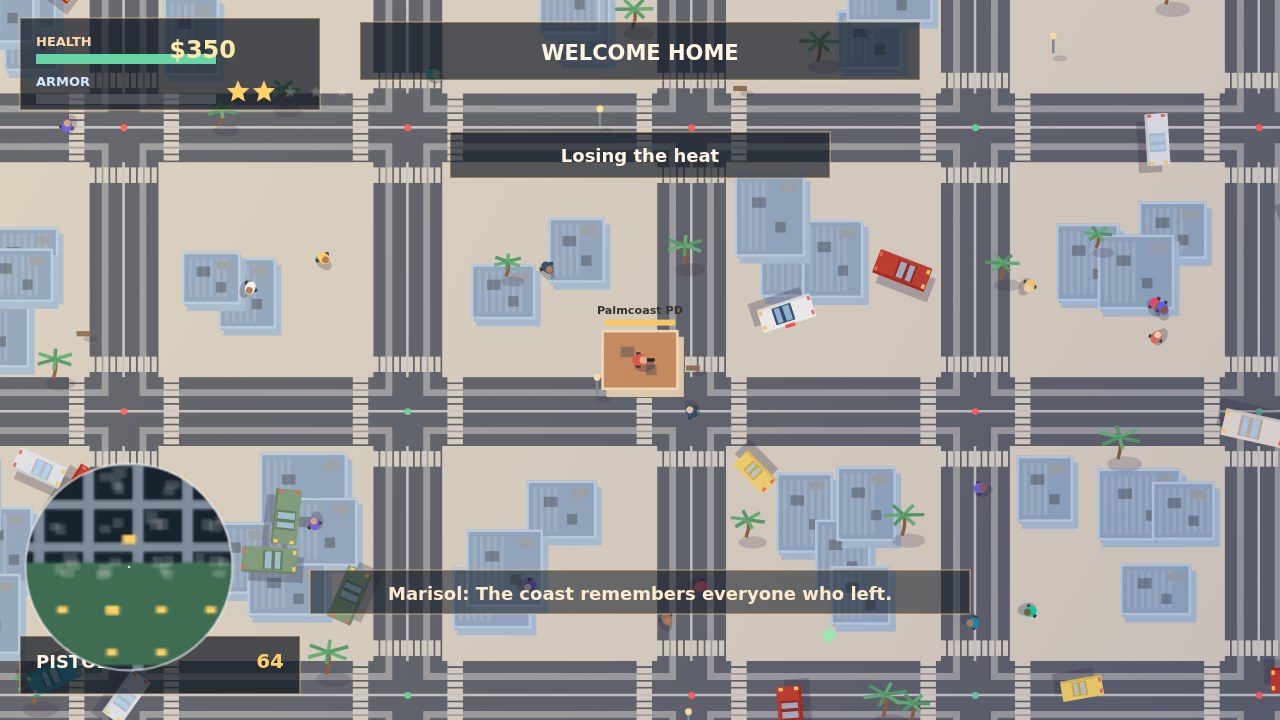 HEALTH
$350
ARMOR
WELCOME HOME
Losing the heat
Palmcoast PD
Marisol: The coast remembers everyone who left.
64